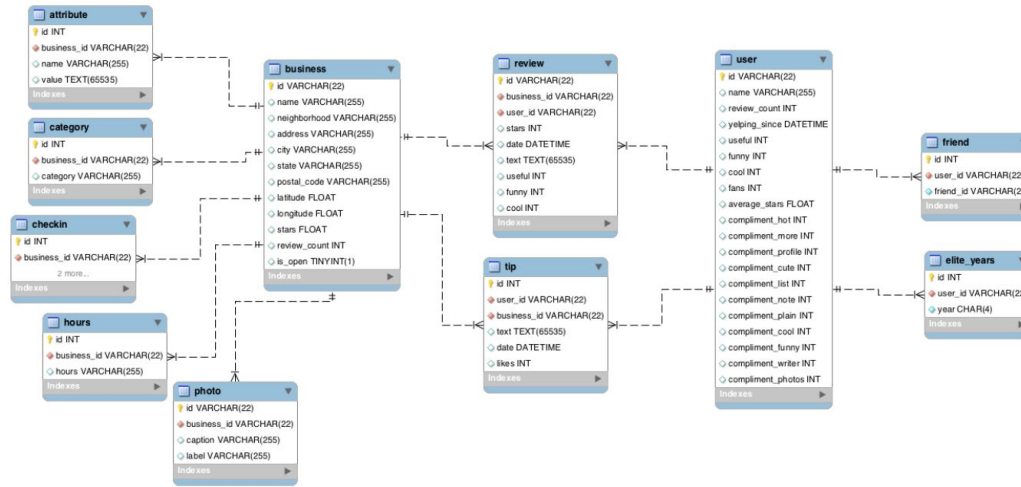 attribute
id INT
business_id VARCHAR(22)
name VARCHAR(255)
value TEXT(65535)
Indexes
category
id INT
business_id VARCHAR(22)
category VARCHAR(255)
Indexes
checkin
id INT
business_id VARCHAR(22)
2 more...
Indexes
hours
id INT
business_id VARCHAR(22)
hours VARCHAR(255)
Indexes
photo
id VARCHAR(22)
business_id VARCHAR(22)
caption VARCHAR(255)
label VARCHAR(255)
Indexes
business
id VARCHAR(22)
name VARCHAR(255)
neighborhood VARCHAR(255)
address VARCHAR(255)
city VARCHAR(255)
state VARCHAR(255)
postal_code VARCHAR(255)
latitude FLOAT
longitude FLOAT
stars FLOAT
review_count INT
is_open TINYINT(1)
Indexes
review
id VARCHAR(22)
business_id VARCHAR(22)
user_id VARCHAR(22)
stars INT
date DATETIME
text TEXT(65535)
useful INT
funny INT
cool INT
Indexes
tip
id INT
user_id VARCHAR(22)
business_id VARCHAR(22)
text TEXT(65535)
date DATETIME
likes INT
Indexes
user
id VARCHAR(22)
name VARCHAR(255)
review_count INT
yelping_since DATETIME
useful INT
funny INT
cool INT
fans INT
average_stars FLOAT
compliment_hot INT
compliment_more INT
compliment_profile INT
compliment_cute INT
compliment_list INT
compliment_note INT
compliment_plain INT
compliment_cool INT
compliment_funny INT
compliment_writer INT
compliment_photos INT
Indexes
friend
id INT
user_id VARCHAR(22
friend_id VARCHAR(2
Indexes
elite_years
id INT
user_id VARCHAR(2
year CHAR(4)
Indexes